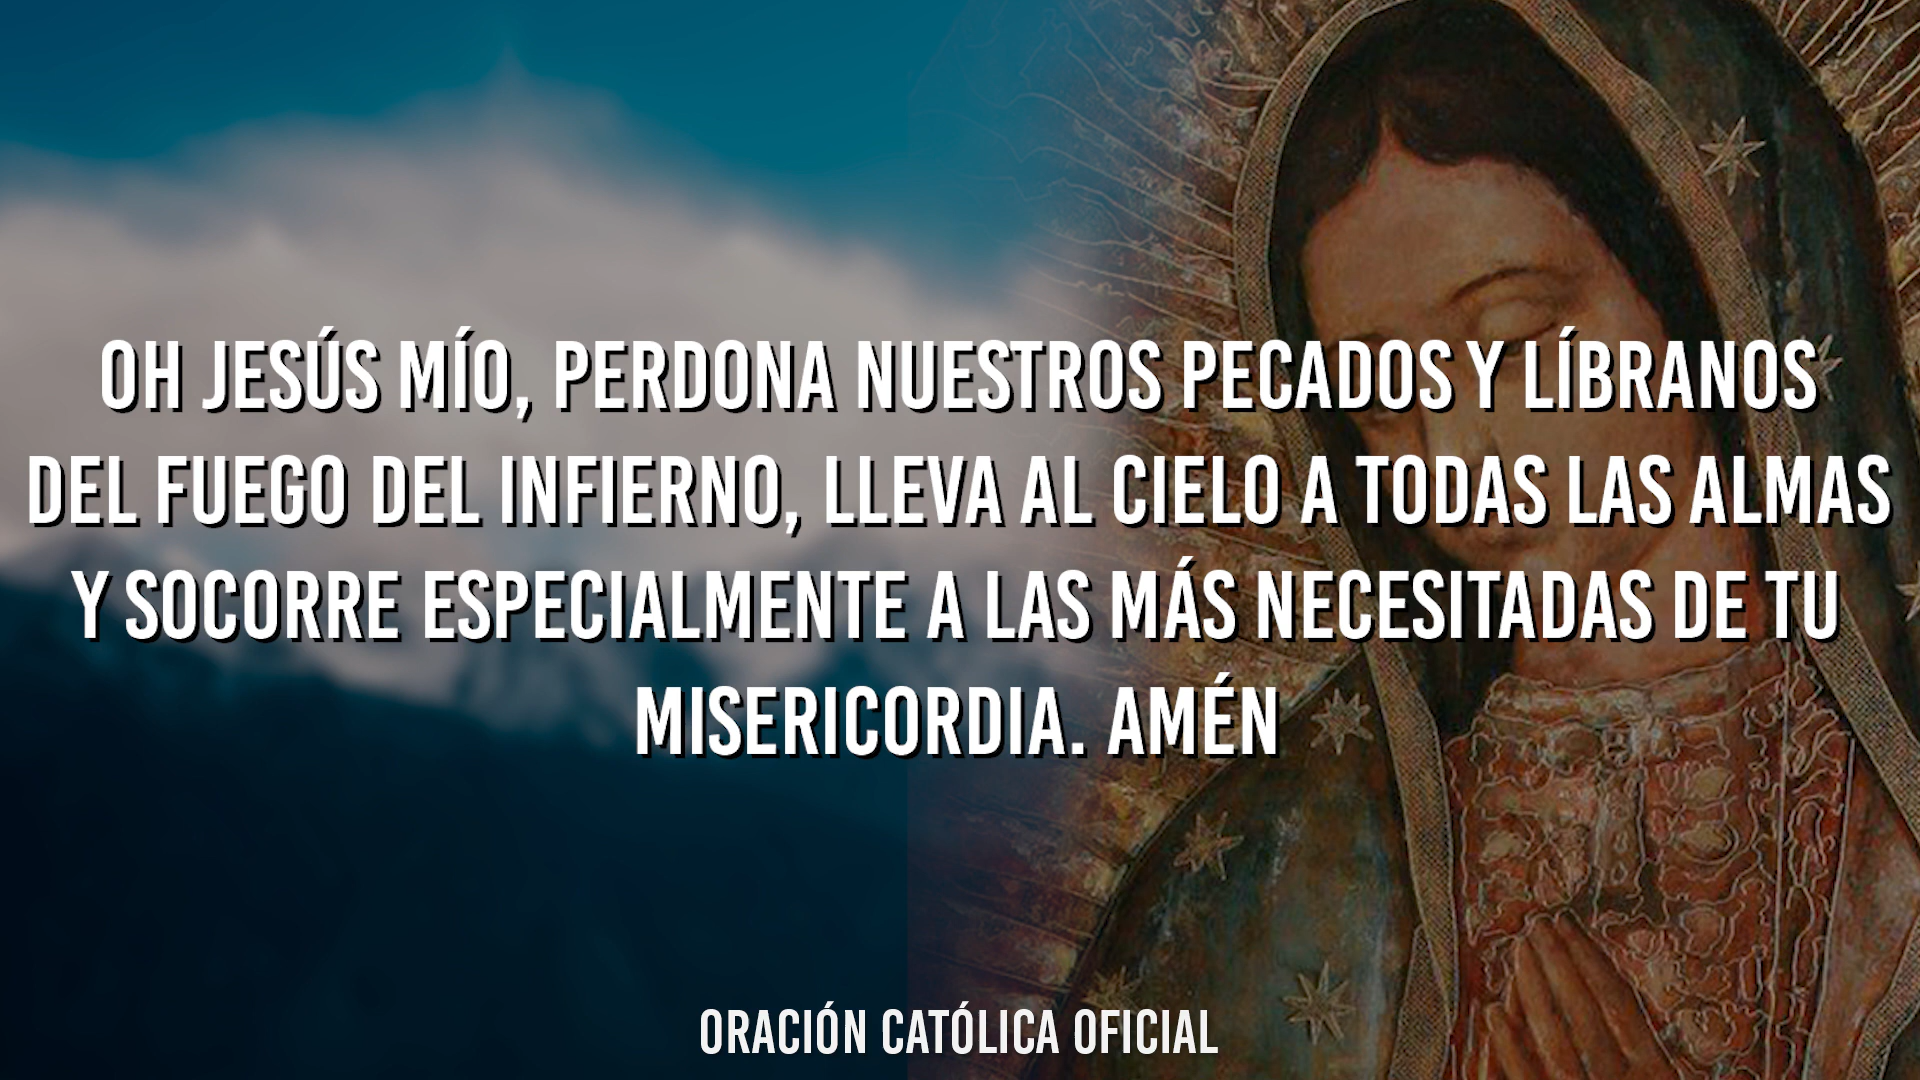 OH JESÚS MÍO, PERDONA NUESTROS PECADOS Y LÍBRANOS
DEL FUEGO DEL INFIERNO, LLEVA AL CIELO A TODAS LAS ALMAS
Y SOCORRE ESPECIALMENTE A LAS MÁS NECESITADAS DE TU
MISERICORDIA. AMÉN
ORACIÓN CATÓLICA OFICIAL